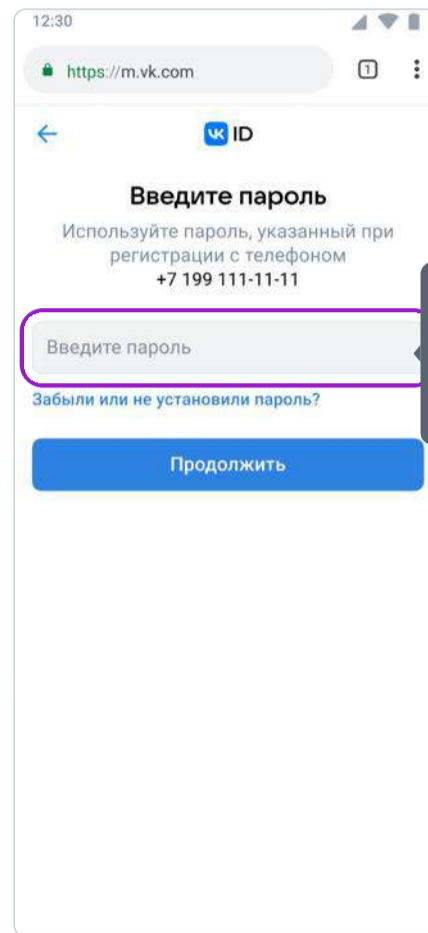 12:30
https://m.vk.com
1
VK ID
Введите пароль
Используйте пароль, указанный при
регистрации с телефоном
+7 199 111-11-11
Введите пароль
Забыли или не установили пароль?
Продолжить